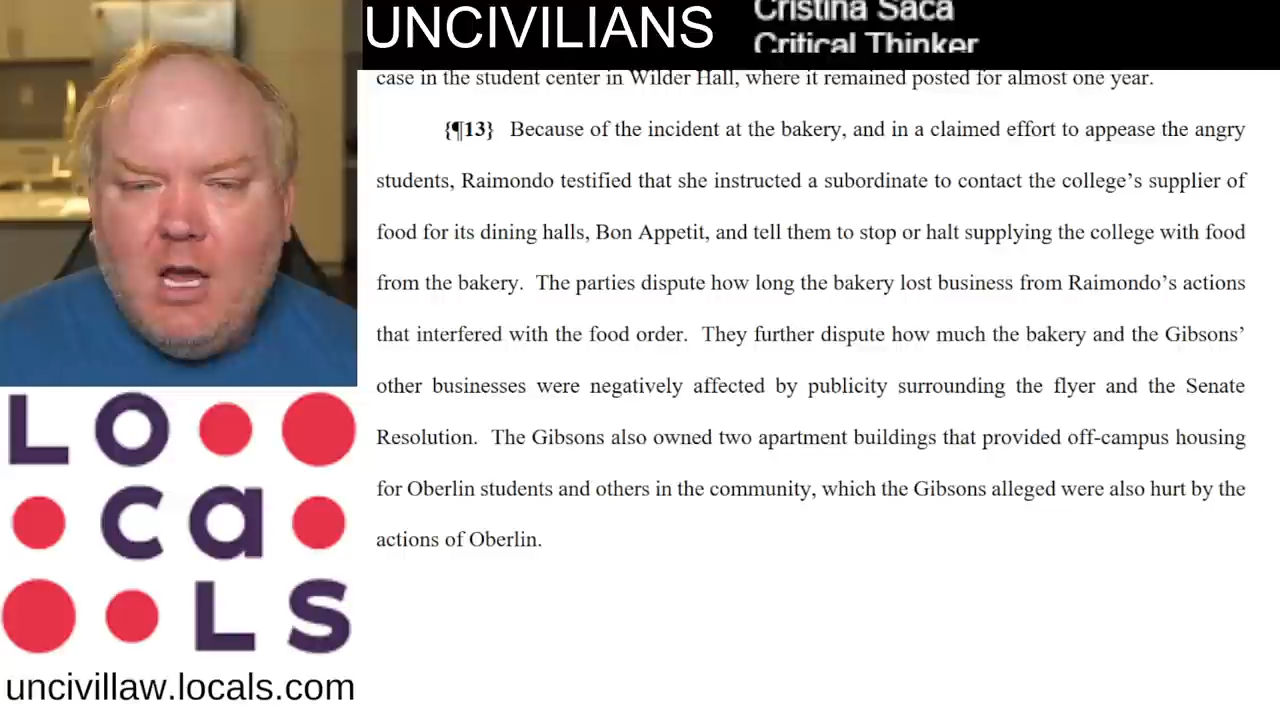 UNCIVILIANS
Cristina Saca
Critical Thinker
case in the student center in Wilder Hall, where it remained posted for almost one year.
{¶13} Because of the incident at the bakery, and in a claimed effort to appease the angry
students, Raimondo testified that she instructed a subordinate to contact the college’s supplier of
food for its dining halls, Bon Appetit, and tell them to stop or halt supplying the college with food
from the bakery. The parties dispute how long the bakery lost business from Raimondo’s actions
that interfered with the food order. They further dispute how much the bakery and the Gibsons’
other businesses were negatively affected by publicity surrounding the flyer and the Senate
Resolution. The Gibsons also owned two apartment buildings that provided off-campus housing
for Oberlin students and others in the community, which the Gibsons alleged were also hurt by the
actions of Oberlin.
LO
ca
LS
uncivillaw.locals.com